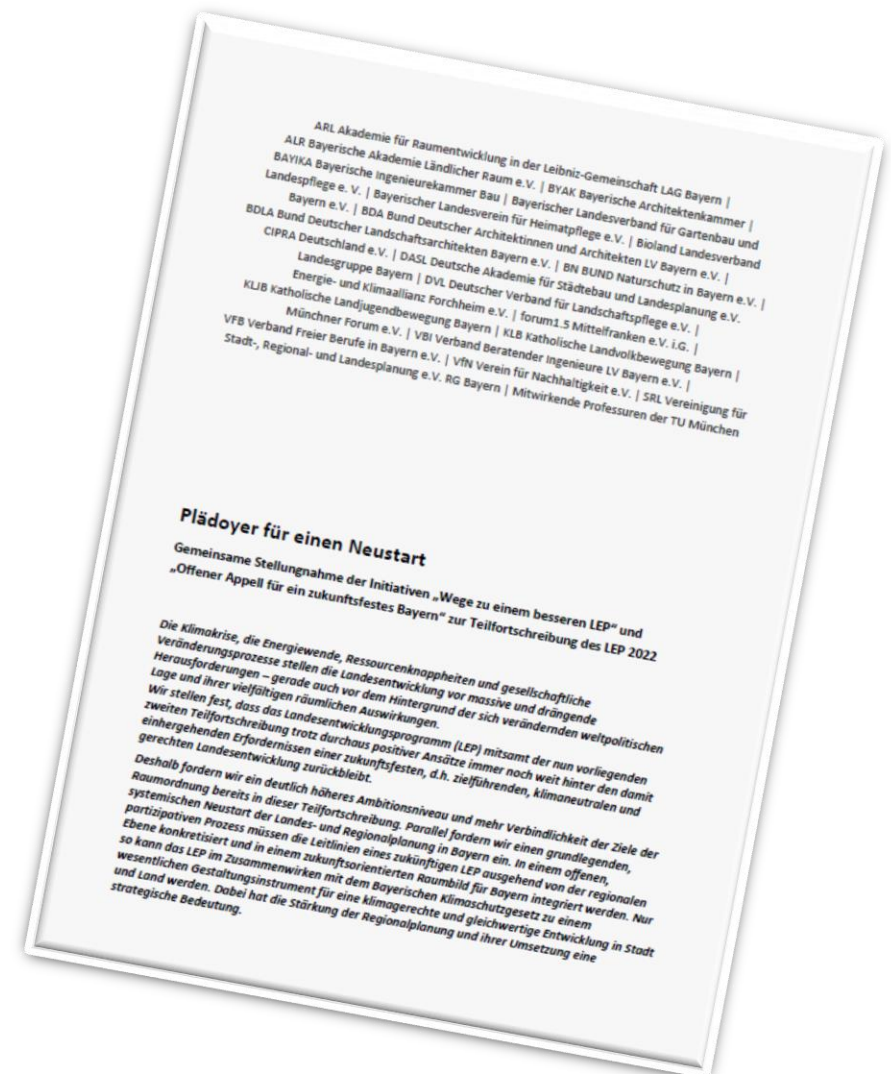 ARL Akademie für Raumentwicklung in der Leibniz-Gemeinschaft LAG Bayern |
ALR Bayerische Akademie Ländlicher Raum e.V. | BYAK Bayerische Architektenkammer |
BAYIKA Bayerische Ingenieurekammer Bau | Bayerischer Landesverband für Gartenbau und
Landespflege e. V. | Bayerischer Landesverein für Heimatpflege e.V. | Bioland Landesverband
Bayern e.V. | BDA Bund Deutscher Architektinnen und Architekten LV Bayern e.V. |
BDLA Bund Deutscher Landschaftsarchitekten Bayern e.V. | BN BUND Naturschutz in Bayern e.V. |
CIPRA Deutschland e.V. | DASL Deutsche Akademie für Städtebau und Landesplanung e.V.
Landesgruppe Bayern | DVL Deutscher Verband für Landschaftspflege e.V. |
Energie- und Klimaallianz Forchheim e.V. | forum1.5 Mittelfranken e.V. i.G. |
KLJB Katholische Landjugendbewegung Bayern | KLB Katholische Landvolkbewegung Bayern |
Münchner Forum e.V. | VBI Verband Beratender Ingenieure LV Bayern e.V. |
VFB Verband Freier Berufe in Bayern e.V. | VfN Verein für Nachhaltigkeit e.V. | SRL Vereinigung für
Stadt-, Regional- und Landesplanung e.V. RG Bayern | Mitwirkende Professuren der TU München
Plädoyer für einen Neustart
Gemeinsame Stellungnahme der Initiativen „Wege zu einem besseren LEP" und
„Offener Appell für ein zukunftsfestes Bayern" zur Teilfortschreibung des LEP 2022
Die Klimakrise, die Energiewende, Ressourcenknappheiten und gesellschaftliche
Veränderungsprozesse stellen die Landesentwicklung vor massive und drängende
Herausforderungen – gerade auch vor dem Hintergrund der sich verändernden weltpolitischen
Lage und ihrer vielfältigen räumlichen Auswirkungen.
Wir stellen fest, dass das Landesentwicklungsprogramm (LEP) mitsamt der nun vorliegenden
zweiten Teilfortschreibung trotz durchaus positiver Ansätze immer noch weit hinter den damit
einhergehenden Erfordernissen einer zukunftsfesten, d.h. zielführenden, klimaneutralen und
gerechten Landesentwicklung zurückbleibt.
Deshalb fordern wir ein deutlich höheres Ambitionsniveau und mehr Verbindlichkeit der Ziele der
Raumordnung bereits in dieser Teilfortschreibung. Parallel fordern wir einen grundlegenden,
systemischen Neustart der Landes- und Regionalplanung in Bayern ein. In einem offenen,
partizipativen Prozess müssen die Leitlinien eines zukünftigen LEP ausgehend von der regionalen
Ebene konkretisiert und in einem zukunftsorientierten Raumbild für Bayern integriert werden. Nur
so kann das LEP im Zusammenwirken mit dem Bayerischen Klimaschutzgesetz zu einem
wesentlichen Gestaltungsinstrument für eine klimagerechte und gleichwertige Entwicklung in Stadt
und Land werden. Dabei hat die Stärkung der Regionalplanung und ihrer Umsetzung eine
strategische Bedeutung.